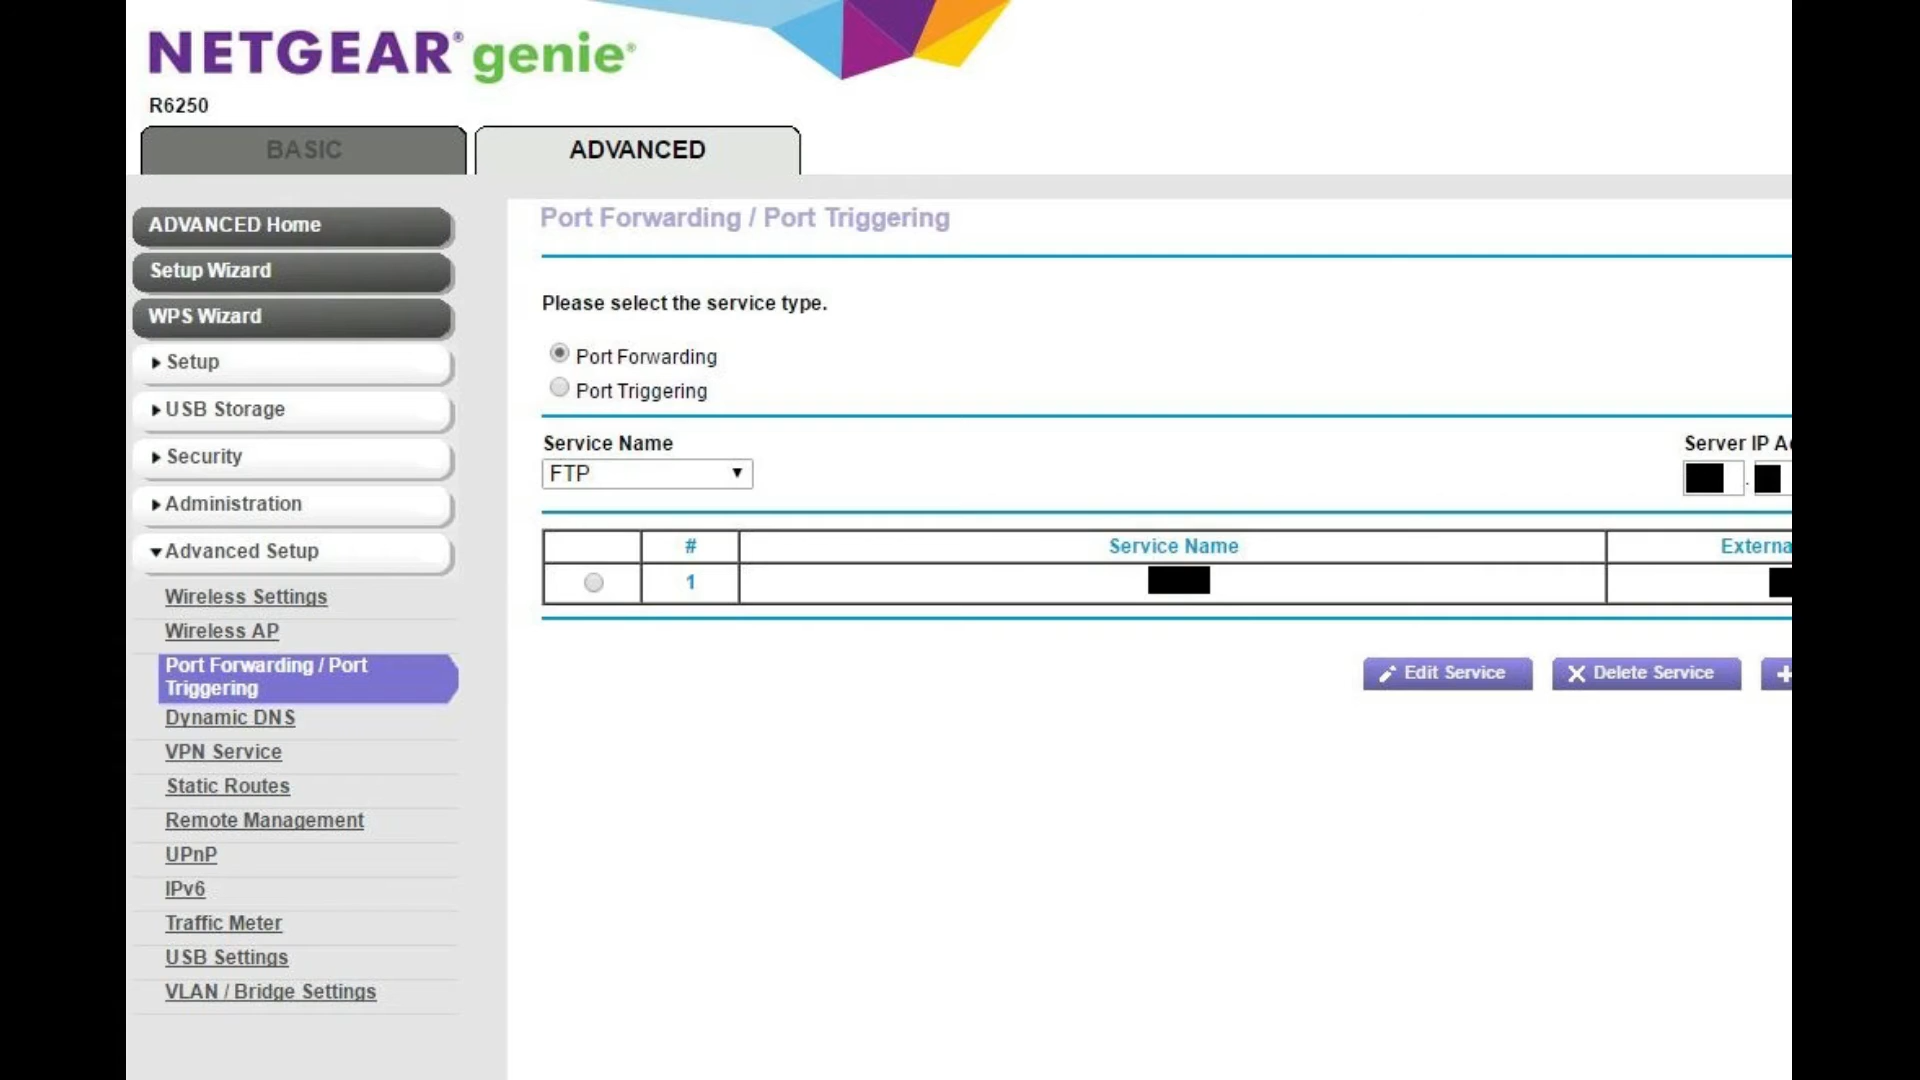 NETGEAR® genie®
R6250
BASIC
ADVANCED
ADVANCED Home
Setup Wizard
WPS Wizard
Setup
USB Storage
Security
Administration
Advanced Setup
Wireless Settings
Wireless AP
Port Forwarding / Port
Triggering
Dynamic DNS
VPN Service
Static Routes
Remote Management
UPnP
IPv6
Traffic Meter
USB Settings
VLAN / Bridge Settings
Port Forwarding / Port Triggering
Please select the service type.
Port Forwarding
Port Triggering
Service Name
Server IP A
FTP
# Service Name Externa
1
Edit Service
Delete Service